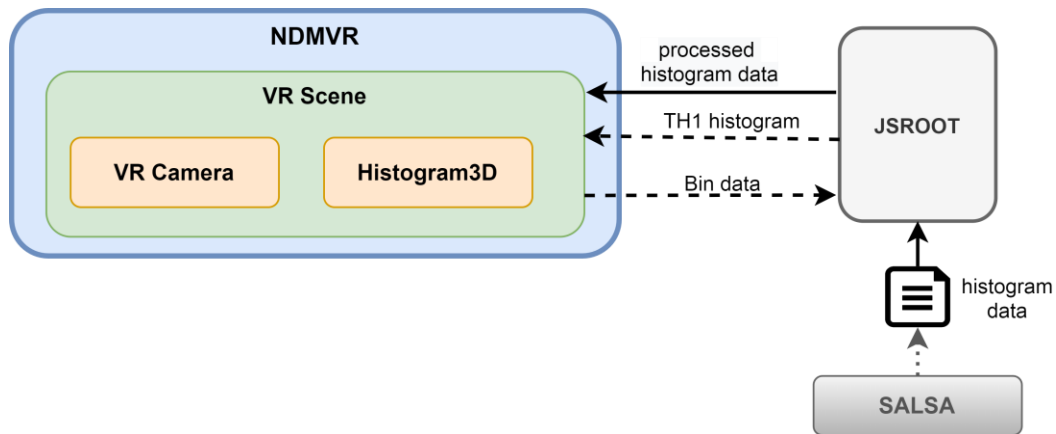 NDMVR
VR Scene
VR Camera
Histogram3D
processed
histogram data
TH1 histogram
Bin data
JSROOT
histogram
data
SALSA